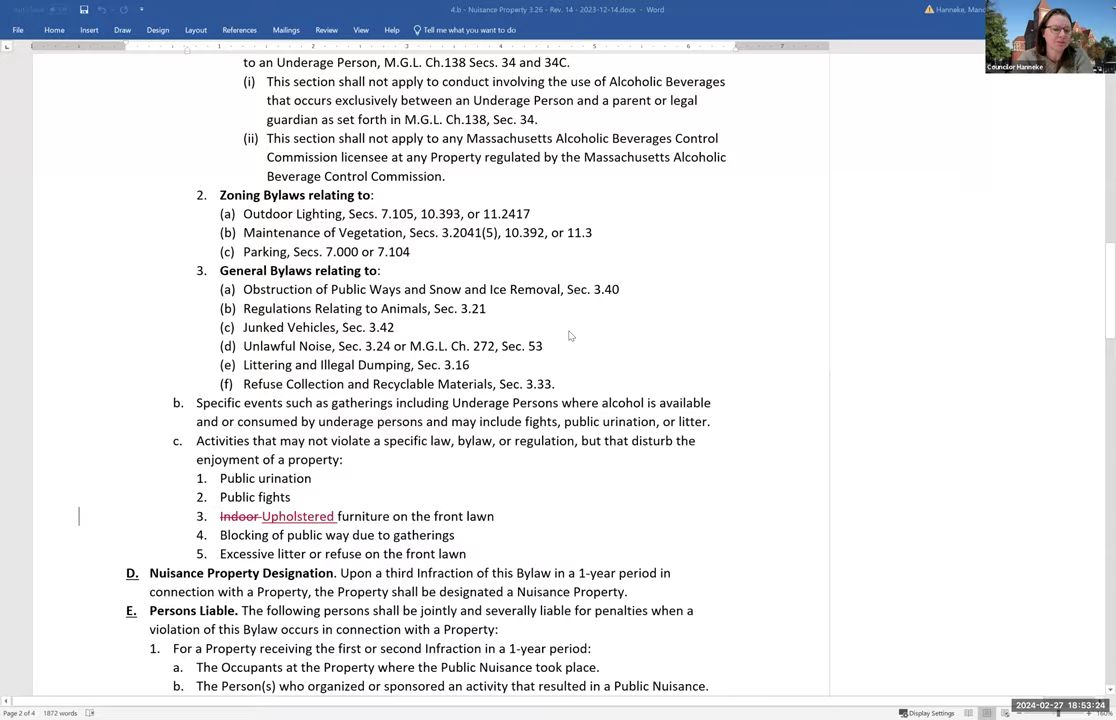 4.b - Nuisance Property 3.26 - Rev. 14 - 2023-12-14.docx - Word
Hanneke, Man
File Home Insert Draw Design Layout References Mailings Review View Help Tell me what you want to do
Councilor Hanneke
to an Underage Person, M.G.L. Ch.138 Secs. 34 and 34C.
(i) This section shall not apply to conduct involving the use of Alcoholic Beverages
that occurs exclusively between an Underage Person and a parent or legal
guardian as set forth in M.G.L. Ch.138, Sec. 34.
(ii) This section shall not apply to any Massachusetts Alcoholic Beverages Control
Commission licensee at any Property regulated by the Massachusetts Alcoholic
Beverage Control Commission.
2. Zoning Bylaws relating to:
(a) Outdoor Lighting, Secs. 7.105, 10.393, or 11.2417
(b) Maintenance of Vegetation, Secs. 3.2041(5), 10.392, or 11.3
(c) Parking, Secs. 7.000 or 7.104
3. General Bylaws relating to:
(a) Obstruction of Public Ways and Snow and Ice Removal, Sec. 3.40
(b) Regulations Relating to Animals, Sec. 3.21
(c) Junked Vehicles, Sec. 3.42
(d) Unlawful Noise, Sec. 3.24 or M.G.L. Ch. 272, Sec. 53
(e) Littering and Illegal Dumping, Sec. 3.16
(f) Refuse Collection and Recyclable Materials, Sec. 3.33.
b. Specific events such as gatherings including Underage Persons where alcohol is available
and or consumed by underage persons and may include fights, public urination, or litter.
c. Activities that may not violate a specific law, bylaw, or regulation, but that disturb the
enjoyment of a property:
1. Public urination
2. Public fights
3. Indoor Upholstered furniture on the front lawn
4. Blocking of public way due to gatherings
5. Excessive litter or refuse on the front lawn
D. Nuisance Property Designation. Upon a third Infraction of this Bylaw in a 1-year period in
connection with a Property, the Property shall be designated a Nuisance Property.
E. Persons Liable. The following persons shall be jointly and severally liable for penalties when a
violation of this Bylaw occurs in connection with a Property:
1. For a Property receiving the first or second Infraction in a 1-year period:
a. The Occupants at the Property where the Public Nuisance took place.
b. The Person(s) who organized or sponsored an activity that resulted in a Public Nuisance.
2024-02-27 18:53:24
Page 2 of 4 1872 words Display Settings